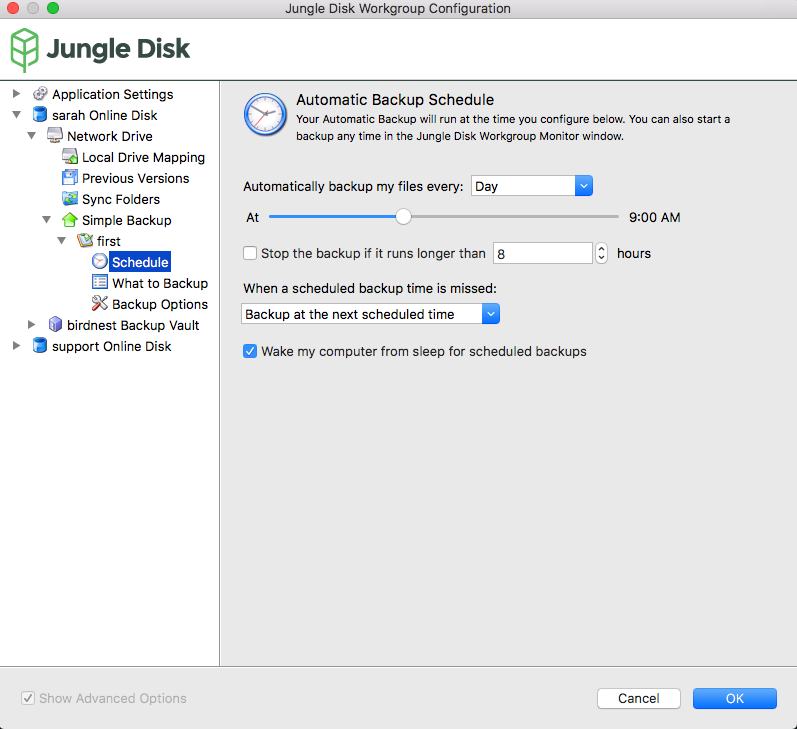 Jungle Disk Workgroup Configuration
Jungle Disk
Application Settings
sarah Online Disk
Network Drive
Local Drive Mapping
Previous Versions
Sync Folders
Simple Backup
first
Schedule
What to Backup
Backup Options
birdnest Backup Vault
support Online Disk
Automatic Backup Schedule
Your Automatic Backup will run at the time you configure below. You can also start a
backup any time in the Jungle Disk Workgroup Monitor window.
Automatically backup my files every: Day
At 9:00 AM
Stop the backup if it runs longer than 8 hours
When a scheduled backup time is missed:
Backup at the next scheduled time
Wake my computer from sleep for scheduled backups
Show Advanced Options
Cancel OK